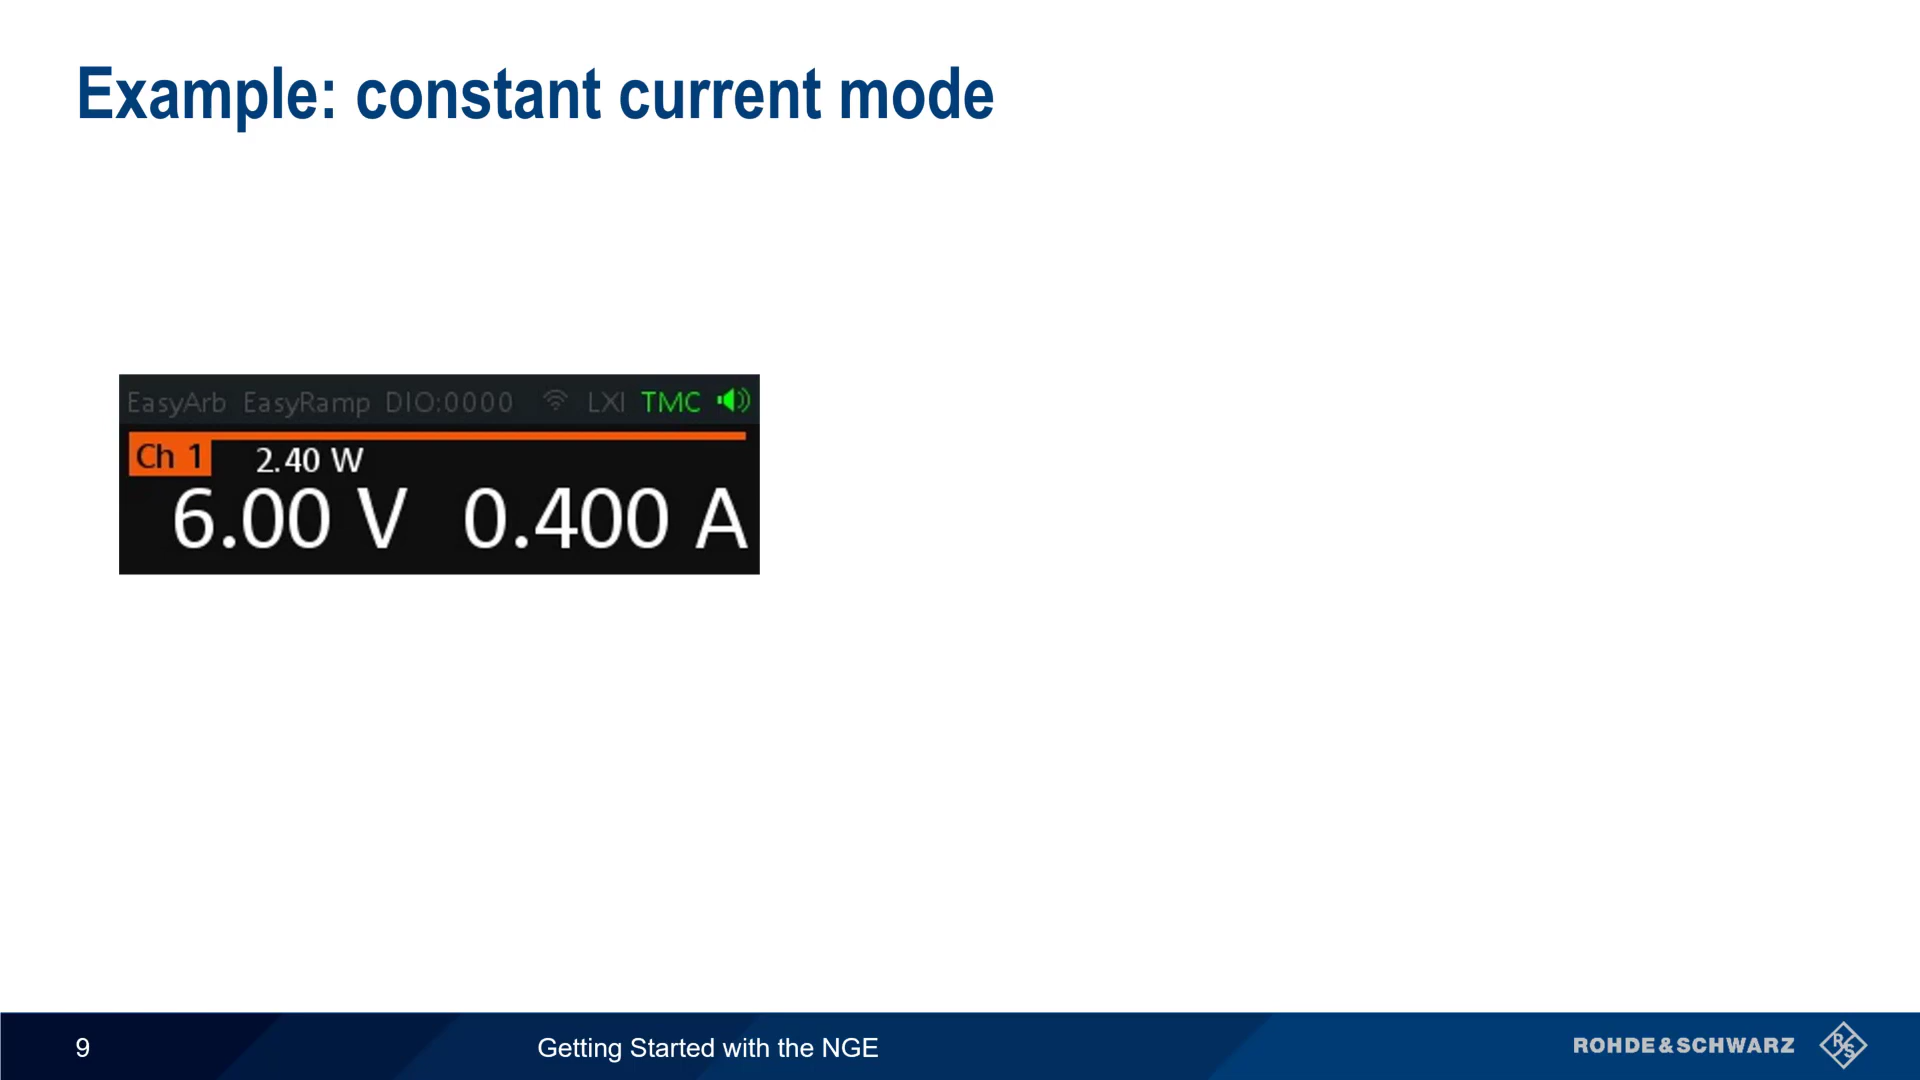 Example: constant current mode
EasyArb EasyRamp DIO:0000 LXI TMC
Ch 1 2.40 W
6.00 V 0.400 A
9 Getting Started with the NGE ROHDE&SCHWARZ R&S